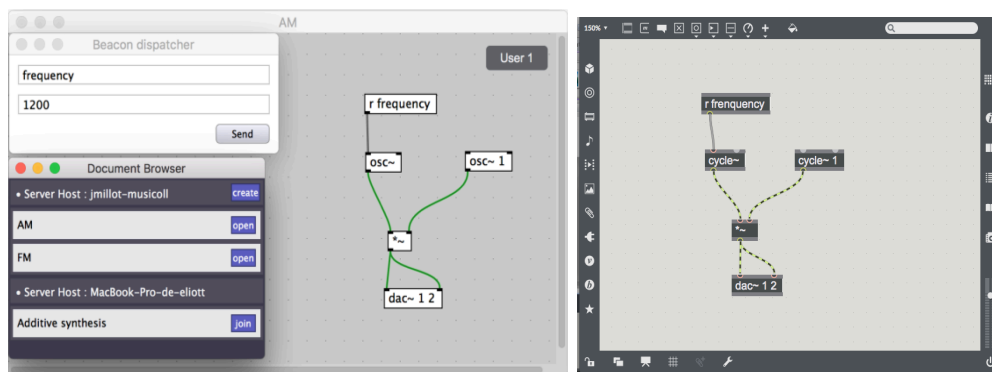 AM
Beacon dispatcher
frequency
1200
Send
User 1
Document Browser
• Server Host : jmillot-musicoll
create
AM
open
FM
open
• Server Host : MacBook-Pro-de-eliott
Additive synthesis
join
r frequency
osc~
osc~ 1
*~
dac~ 1 2
150%
r frenquency
cycle~
cycle~ 1
*~
dac~ 1 2